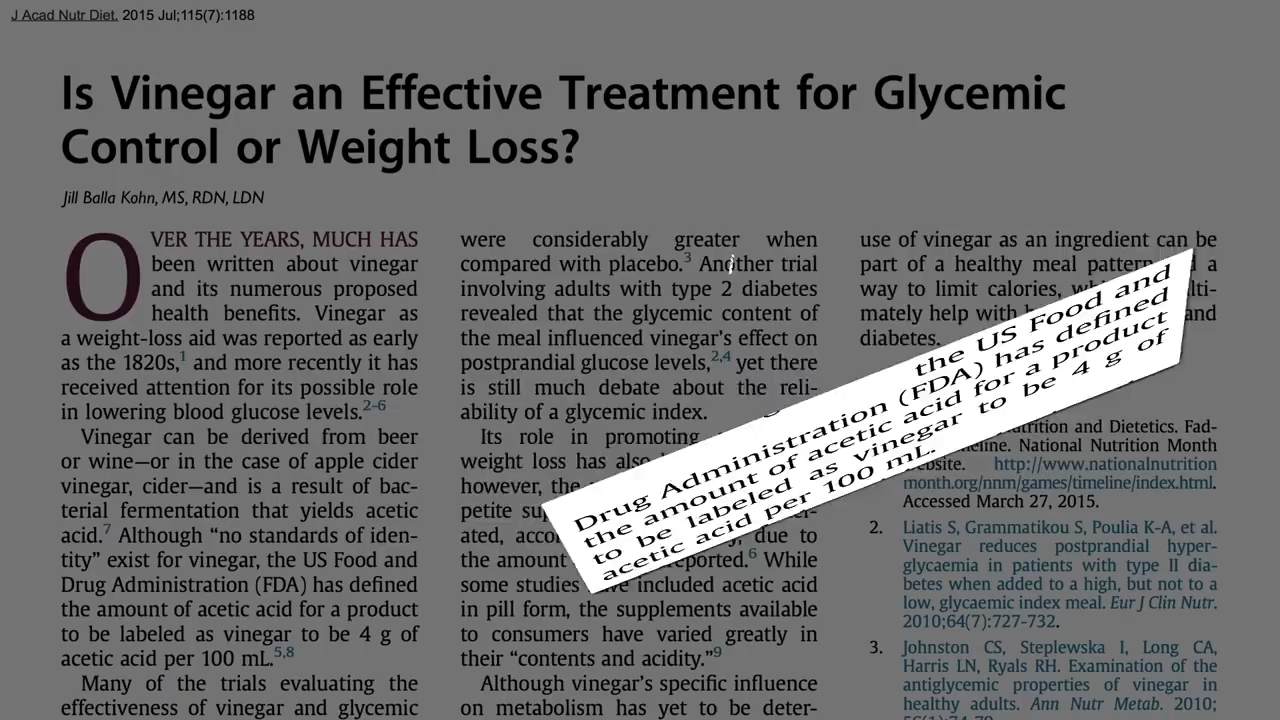 J Acad Nutr Diet. 2015 Jul;115(7):1188
Is Vinegar an Effective Treatment for Glycemic
Control or Weight Loss?
Jill Balla Kohn, MS, RDN, LDN
OVER THE YEARS, MUCH HAS
been written about vinegar
and its numerous proposed
health benefits. Vinegar as
a weight-loss aid was reported as early
as the 1820s,1 and more recently it has
received attention for its possible role
in lowering blood glucose levels.2-6
Vinegar can be derived from beer
or wine—or in the case of apple cider
vinegar, cider—and is a result of bac-
terial fermentation that yields acetic
acid.7 Although “no standards of iden-
tity” exist for vinegar, the US Food and
Drug Administration (FDA) has defined
the amount of acetic acid for a product
to be labeled as vinegar to be 4 g of
acetic acid per 100 mL.5,8
Many of the trials evaluating the
effectiveness of vinegar and glycemic
were considerably greater when
compared with placebo.3 Another trial
involving adults with type 2 diabetes
revealed that the glycemic content of
the meal influenced vinegar’s effect on
postprandial glucose levels,2,4 yet there
is still much debate about the reli-
ability of a glycemic index.
Its role in promoting
weight loss has also
however, the
petite
ated, due to
the amount reported.6 While
some studies included acetic acid
in pill form, the supplements available
to consumers have varied greatly in
their “contents and acidity.”9
Although vinegar’s specific influence
on metabolism has yet to be deter-
use of vinegar as an ingredient can be
part of a healthy meal pattern a
way to limit calories,
mately help with and
diabetes.
the US Food and
Drug Administration (FDA) has defined
the amount of acetic acid for a product
to be labeled as vinegar to be 4 g of
acetic acid per 100 mL.
and Dietetics. Fad-
National Nutrition Month
http://www.nationalnutrition
month.org/nnm/games/timeline/index.html.
Accessed March 27, 2015.
2. Liatis S, Grammatikou S, Poulia K-A, et al.
Vinegar reduces postprandial hyper-
glycaemia in patients with type II dia-
betes when added to a high, but not to a
low, glycaemic index meal. Eur J Clin Nutr.
2010;64(7):727-732.
3. Johnston CS, Steplewska I, Long CA,
Harris LN, Ryals RH. Examination of the
antiglycemic properties of vinegar in
healthy adults. Ann Nutr Metab. 2010;